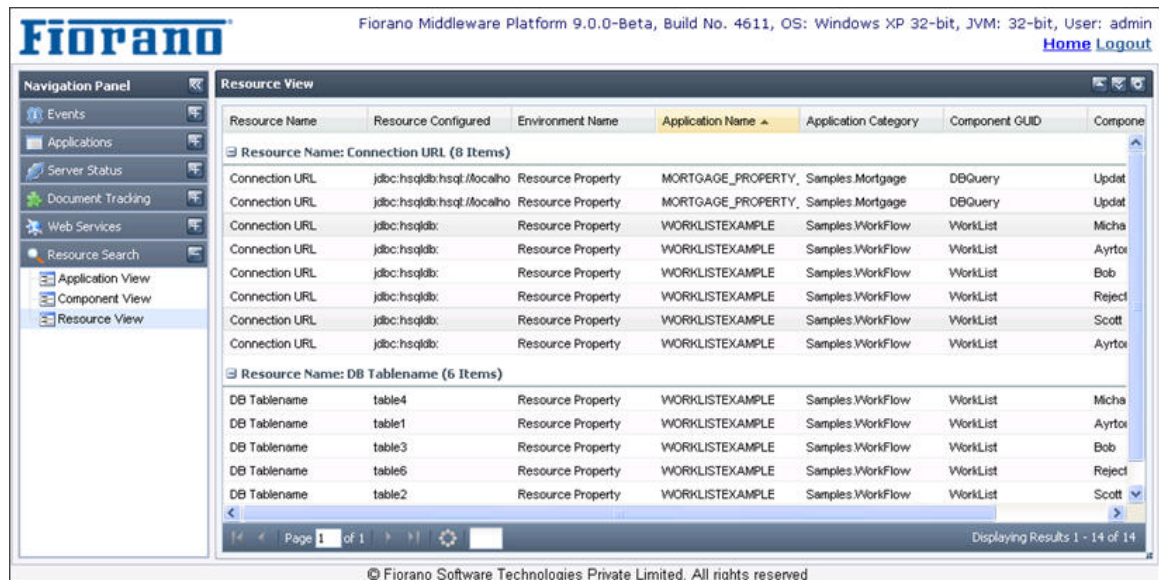 Fiorano
Fiorano Middleware Platform 9.0.0-Beta, Build No. 4611, OS: Windows XP 32-bit, JVM: 32-bit, User: admin
Home Logout
Navigation Panel
Events
Applications
Server Status
Document Tracking
Web Services
Resource Search
Application View
Component View
Resource View
Resource View
Resource Name Resource Configured Environment Name Application Name Application Category Component GUID Compone
Resource Name: Connection URL (8 Items)
Connection URL jdbc:hsqldb:hsql://localho Resource Property MORTGAGE_PROPERTY_ Samples.Mortgage DBQuery Updat
Connection URL jdbc:hsqldb:hsql://localho Resource Property MORTGAGE_PROPERTY_ Samples.Mortgage DBQuery Updat
Connection URL jdbc:hsqldb: Resource Property WORKLISTEXAMPLE Samples.WorkFlow WorkList Micha
Connection URL jdbc:hsqldb: Resource Property WORKLISTEXAMPLE Samples.WorkFlow WorkList Ayrto
Connection URL jdbc:hsqldb: Resource Property WORKLISTEXAMPLE Samples.WorkFlow WorkList Bob
Connection URL jdbc:hsqldb: Resource Property WORKLISTEXAMPLE Samples.WorkFlow WorkList Reject
Connection URL jdbc:hsqldb: Resource Property WORKLISTEXAMPLE Samples.WorkFlow WorkList Scott
Connection URL jdbc:hsqldb: Resource Property WORKLISTEXAMPLE Samples.WorkFlow WorkList Ayrto
Resource Name: DB Tablename (6 Items)
DB Tablename table4 Resource Property WORKLISTEXAMPLE Samples.WorkFlow WorkList Micha
DB Tablename table1 Resource Property WORKLISTEXAMPLE Samples.WorkFlow WorkList Ayrto
DB Tablename table3 Resource Property WORKLISTEXAMPLE Samples.WorkFlow WorkList Bob
DB Tablename table6 Resource Property WORKLISTEXAMPLE Samples.WorkFlow WorkList Reject
DB Tablename table2 Resource Property WORKLISTEXAMPLE Samples.WorkFlow WorkList Scott
Page 1 of 1 Displaying Results 1 - 14 of 14
© Fiorano Software Technologies Private Limited. All rights reserved